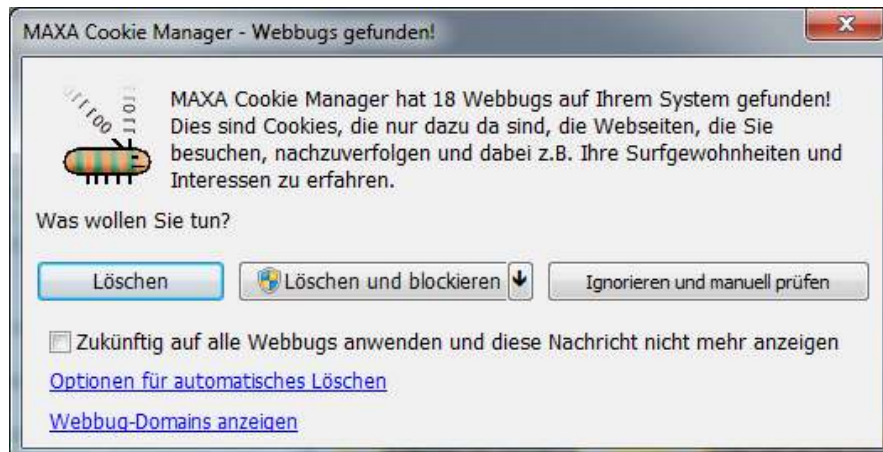 MAXA Cookie Manager - Webbugs gefunden!
MAXA Cookie Manager hat 18 Webbugs auf Ihrem System gefunden!
Dies sind Cookies, die nur dazu da sind, die Webseiten, die Sie
besuchen, nachzuverfolgen und dabei z.B. Ihre Surfgewohnheiten und
Interessen zu erfahren.
Was wollen Sie tun?
Löschen
Löschen und blockieren
Ignorieren und manuell prüfen
Zukünftig auf alle Webbugs anwenden und diese Nachricht nicht mehr anzeigen
Optionen für automatisches Löschen
Webbug-Domains anzeigen